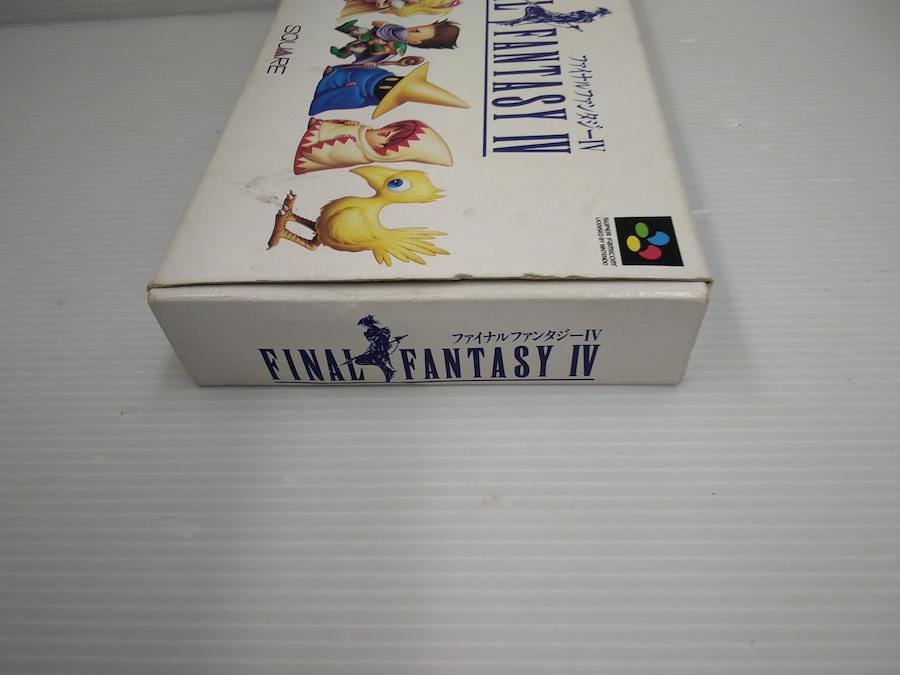 SQUARE
L FANTASY IV
ファイナルファンタジーIV
SUPER FAMICOM
LICENSED BY NINTENDO
ファイナルファンタジーIV
FINAL FANTASY IV